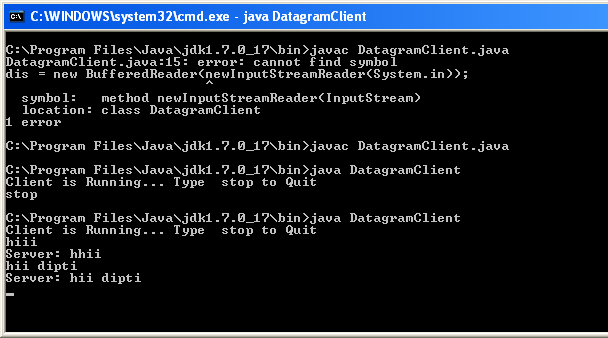 C:\WINDOWS\system32\cmd.exe - java DatagramClient
C:\Program Files\Java\jdk1.7.0_17\bin>javac DatagramClient.java
DatagramClient.java:15: error: cannot find symbol
dis = new BufferedReader(newInputStreamReader(System.in));
^
symbol:   method newInputStreamReader(InputStream)
location: class DatagramClient
1 error
C:\Program Files\Java\jdk1.7.0_17\bin>javac DatagramClient.java
C:\Program Files\Java\jdk1.7.0_17\bin>java DatagramClient
Client is Running... Type  stop to Quit
stop
C:\Program Files\Java\jdk1.7.0_17\bin>java DatagramClient
Client is Running... Type  stop to Quit
hiii
Server: hhii
hii dipti
Server: hii dipti